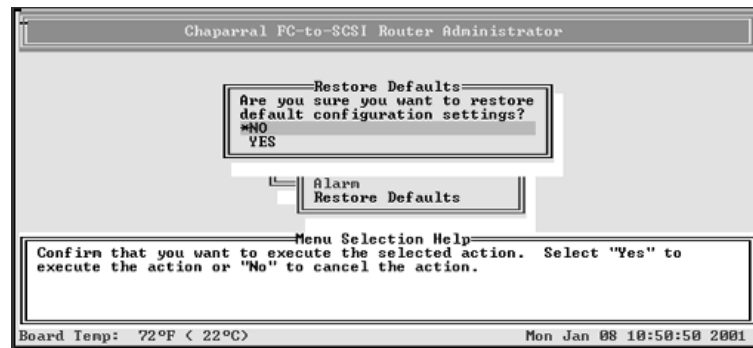 Chaparral FC-to-SCSI Router Administrator
Restore Defaults
Are you sure you want to restore
default configuration settings?
*NO
YES
Alarm
Restore Defaults
Menu Selection Help
Confirm that you want to execute the selected action. Select "Yes" to
execute the action or "No" to cancel the action.
Board Temp: 72°F ( 22°C) Mon Jan 08 10:50:50 2001